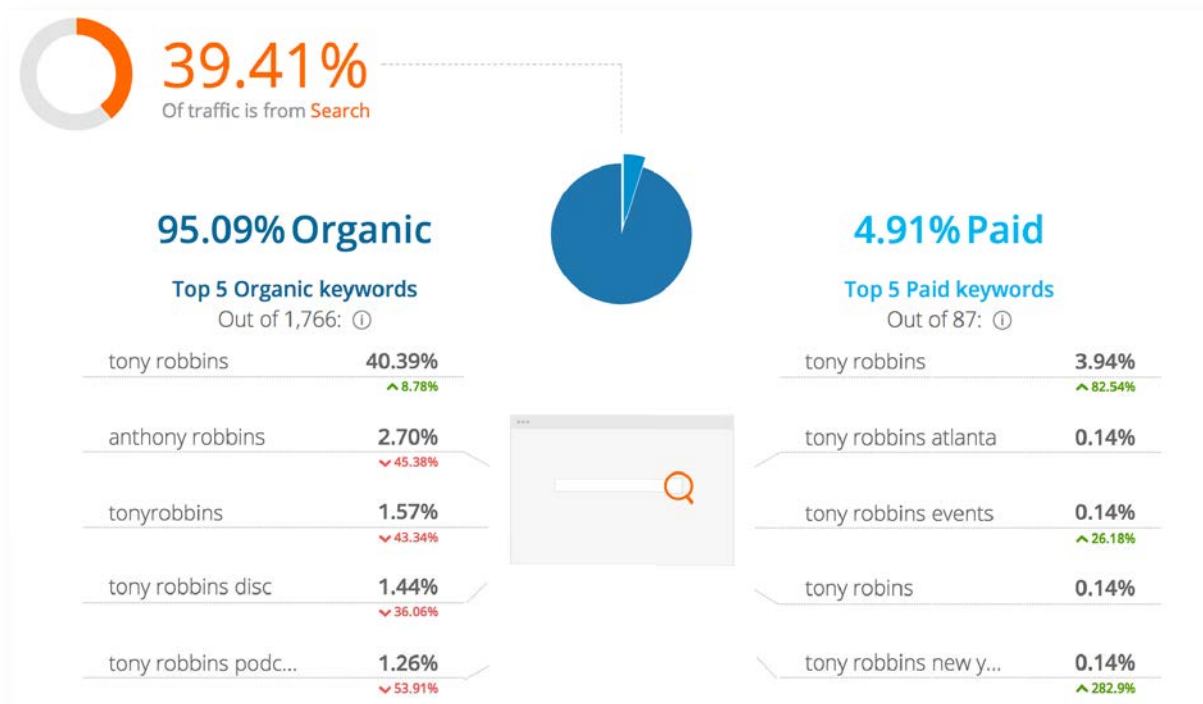 39.41%
Of traffic is from Search
95.09% Organic
Top 5 Organic keywords
Out of 1,766:
tony robbins 40.39%
8.78%
anthony robbins 2.70%
45.38%
tonyrobbins 1.57%
43.34%
tony robbins disc 1.44%
36.06%
tony robbins podc... 1.26%
53.91%
4.91% Paid
Top 5 Paid keywords
Out of 87:
tony robbins 3.94%
82.54%
tony robbins atlanta 0.14%
tony robbins events 0.14%
26.18%
tony robins 0.14%
tony robbins new y... 0.14%
282.9%